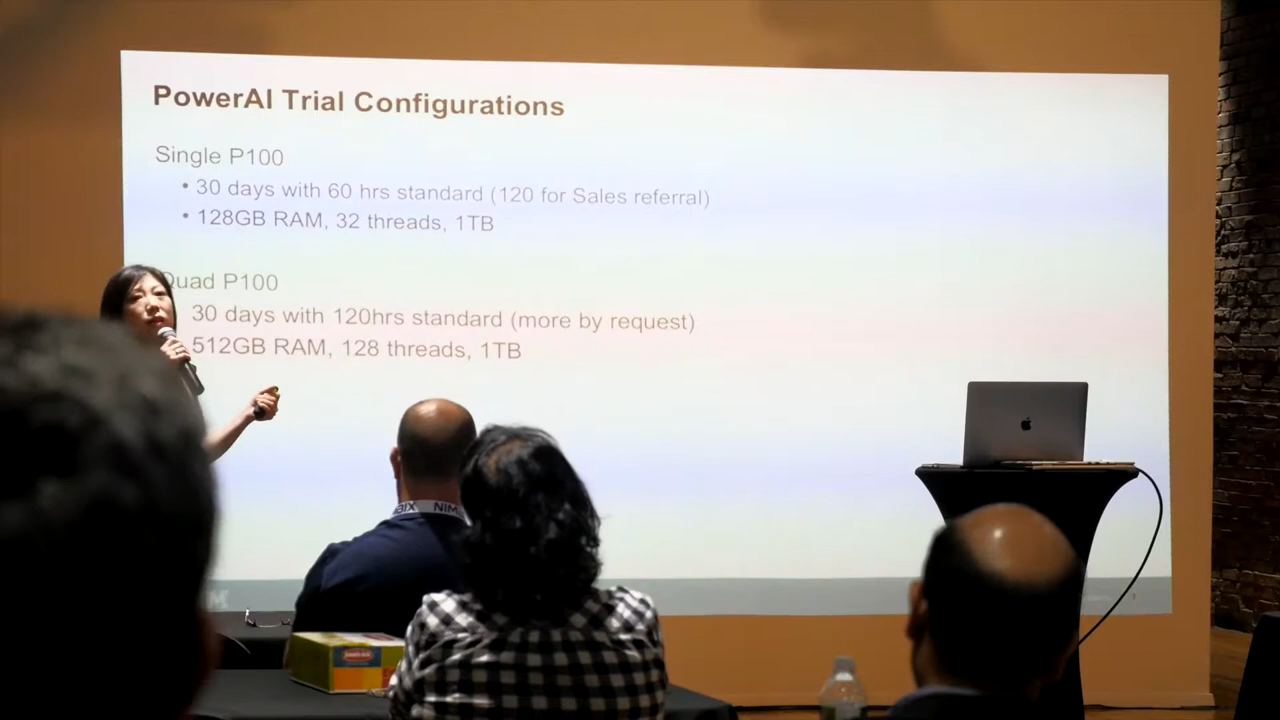 PowerAI Trial Configurations
Single P100
• 30 days with 60 hrs standard (120 for Sales referral)
• 128GB RAM, 32 threads, 1TB
Quad P100
30 days with 120hrs standard (more by request)
512GB RAM, 128 threads, 1TB